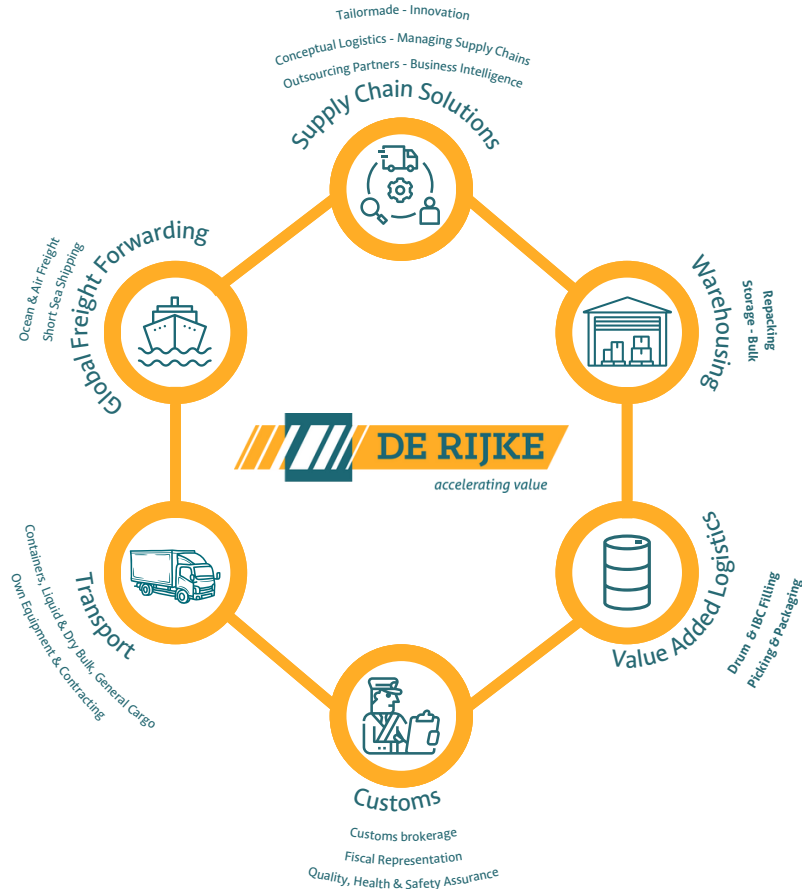 Tailormade - Innovation
Conceptual Logistics - Managing Supply Chains
Outsourcing Partners - Business Intelligence
Supply Chain Solutions
Global Freight Forwarding
Ocean & Air Freight
Short Sea Shipping
Warehousing
Repacking
Storage - Bulk
DE RIJKE
accelerating value
Transport
Containers, Liquid & Dry Bulk, General Cargo
Own Equipment & Contracting
Value Added Logistics
Drum & IBC Filling
Picking & Packaging
Customs
Customs brokerage
Fiscal Representation
Quality, Health & Safety Assurance